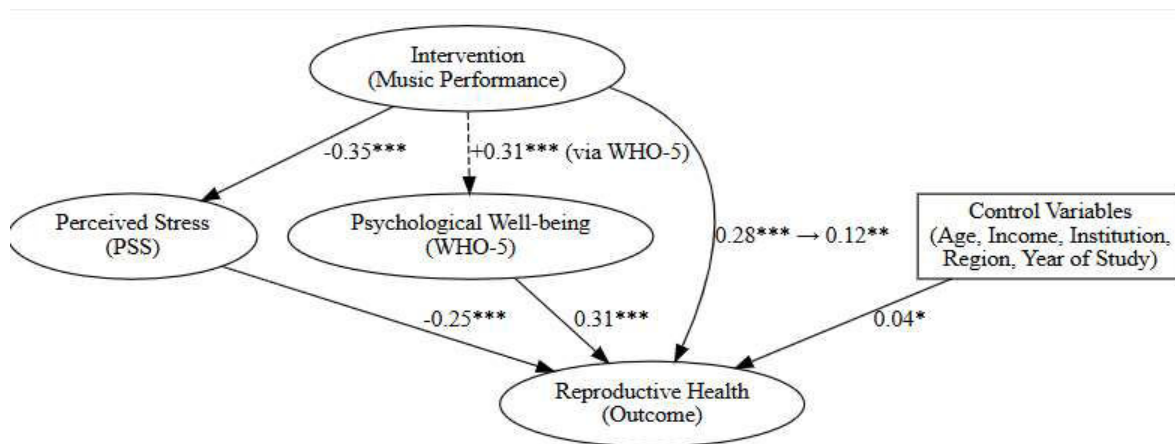 Intervention
(Music Performance)
-0.35***
+0.31*** (via WHO-5)
Perceived Stress
(PSS)
Psychological Well-being
(WHO-5)
0.28*** → 0.12**
Control Variables
(Age, Income, Institution,
Region, Year of Study)
-0.25***
0.31***
0.04*
Reproductive Health
(Outcome)